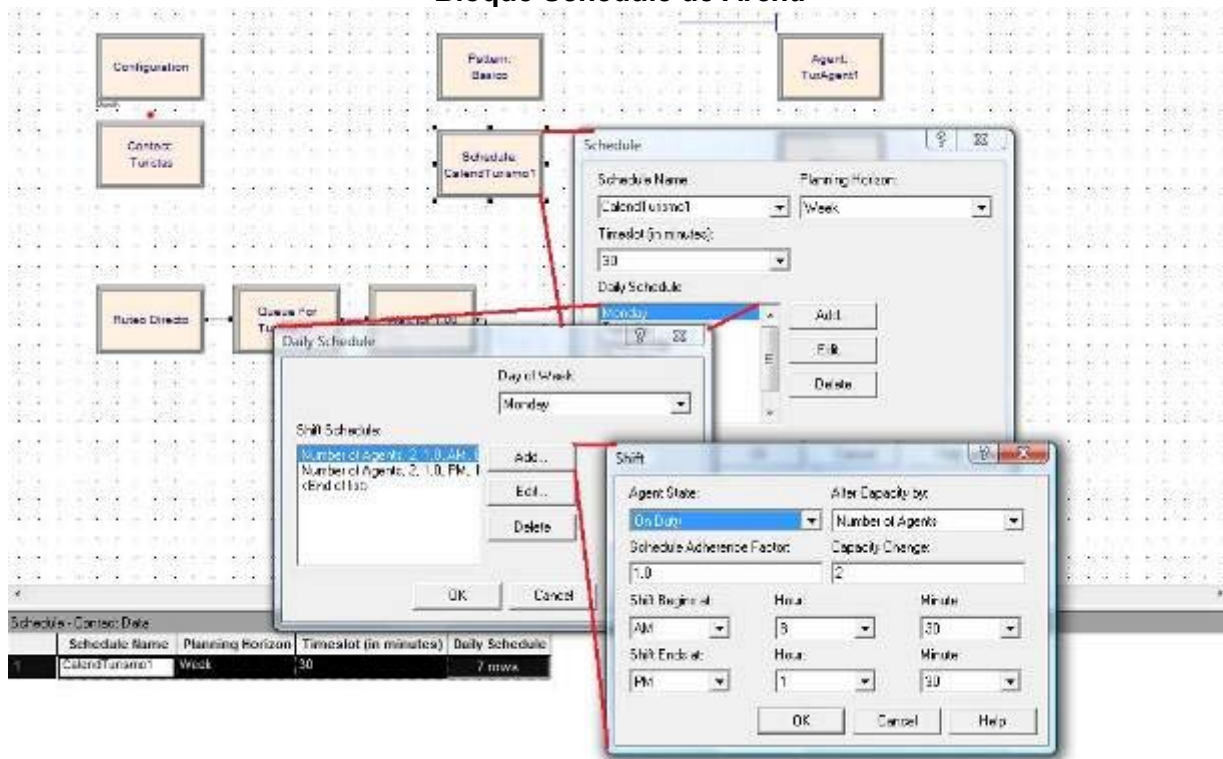 Bloque Schedule de Arena
Configuration
Pattern:
Basico
Agent:
TurAgent1
Contact:
Turistas
Schedule
CalendTurismo1
Ruteo Directo
Queue For
Schedule
Schedule Name
Planning Horizon:
CalendTurismo1
Week
Timeslot (in minutes):
30
Daily Schedule
Monday
Add..
Edit..
Delete
Daily Schedule
Day of Week:
Monday
Shift Schedule:
Number of Agents, 2, 1.0, AM,
Number of Agents, 2, 1.0, PM, 1
<End of list>
Add...
Edit...
Delete
OK
Cancel
Shift
Agent State:
Alter Capacity by:
On Duty
Number of Agents
Schedule Adherence Factor:
Capacity Change:
1.0
2
Shift Begins at:
Hour:
Minute
AM
30
Shift Ends at:
Hour:
Minute
PM
1
30
OK
Cancel
Help
Schedule - Contact Data
Schedule Name Planning Horizon Timeslot (in minutes) Daily Schedule
1 CalendTurismo1 Week 30 7 rows